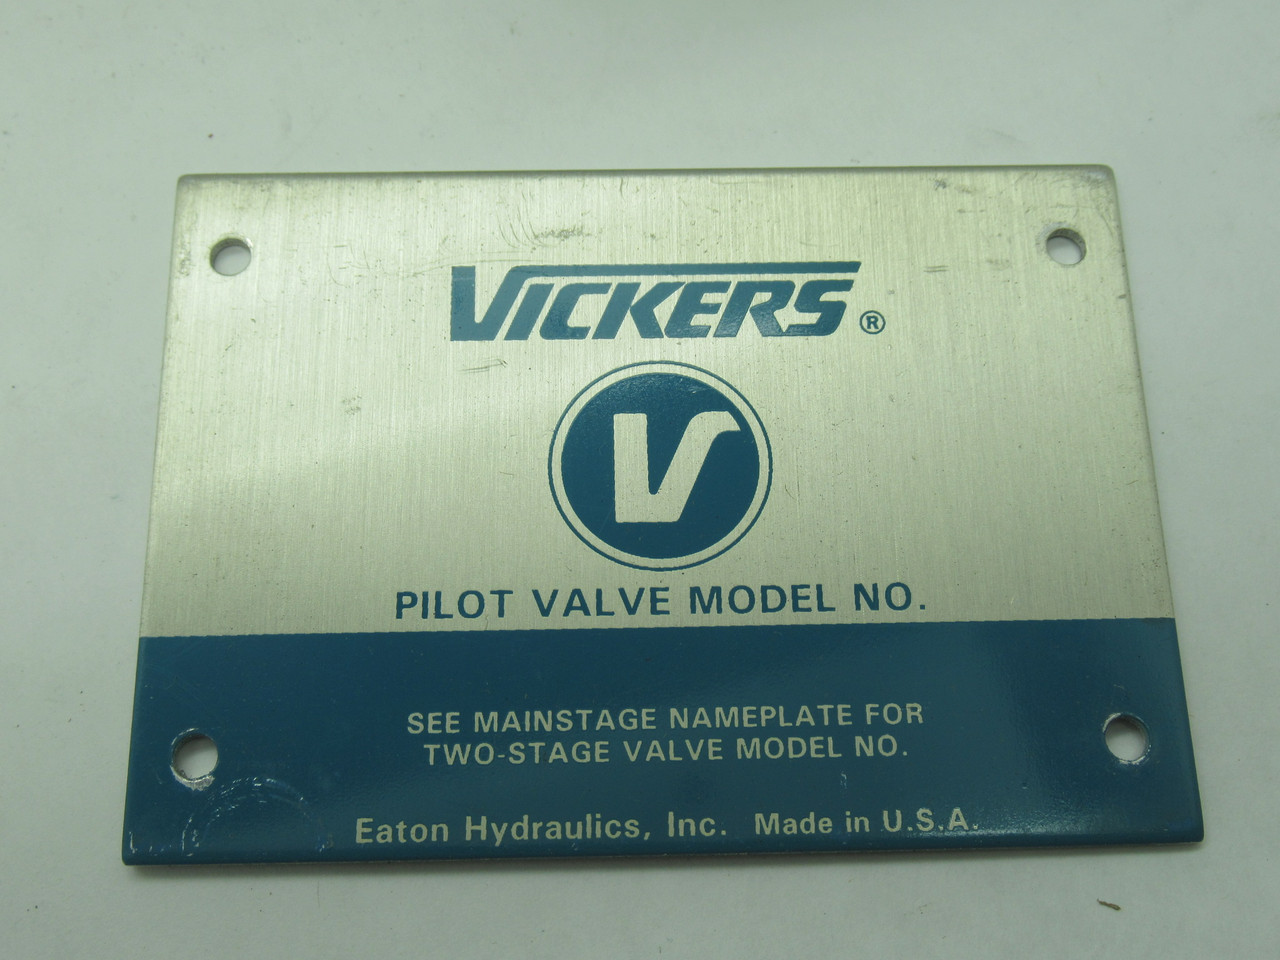 VICKERS®
V
PILOT VALVE MODEL NO.
SEE MAINSTAGE NAMEPLATE FOR
TWO-STAGE VALVE MODEL NO.
Eaton Hydraulics, Inc. Made in U.S.A.